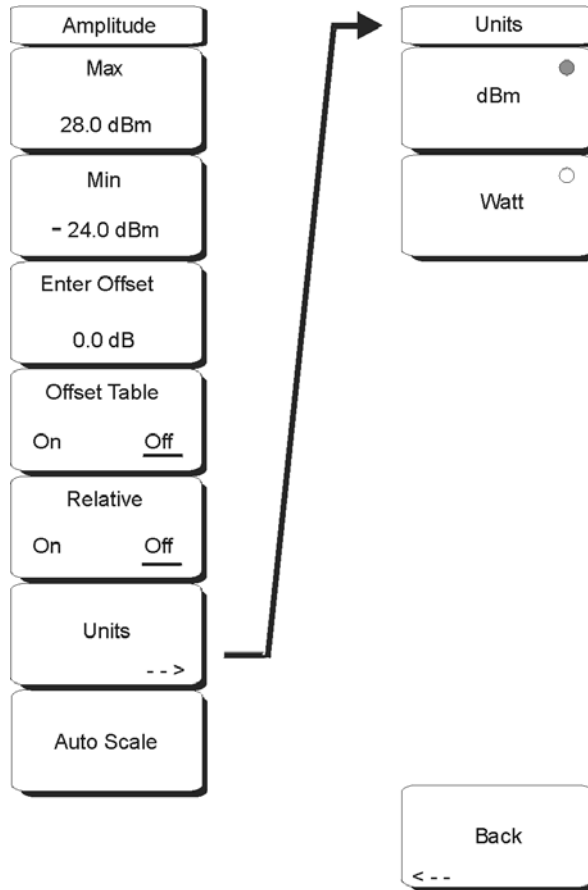 Amplitude
Max
28.0 dBm
Min
- 24.0 dBm
Enter Offset
0.0 dB
Offset Table
On Off
Relative
On Off
Units
-->
Auto Scale
Units
dBm
Watt
Back
<--